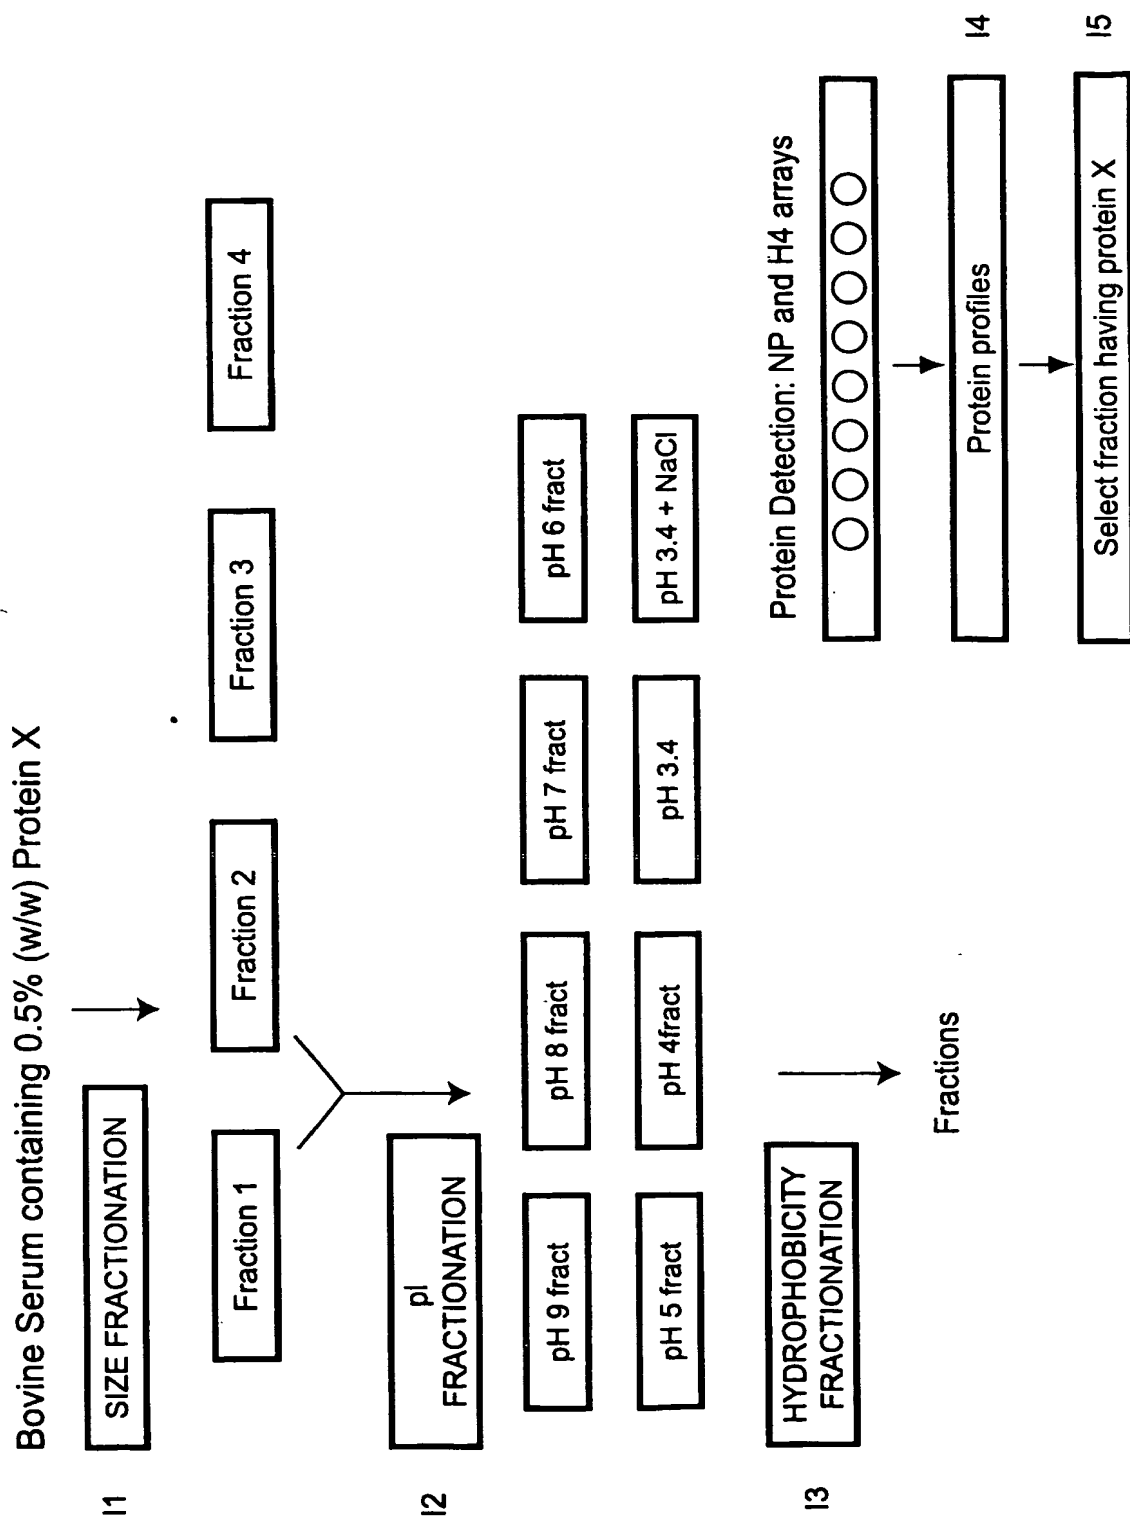 Bovine Serum containing 0.5% (w/w) Protein X
I1
SIZE FRACTIONATION
Fraction 1
Fraction 2
Fraction 3
Fraction 4
I2
pI
FRACTIONATION
pH 9 fract
pH 8 fract
pH 7 fract
pH 6 fract
pH 5 fract
pH 4fract
pH 3.4
pH 3.4 + NaCl
I3
HYDROPHOBICITY
FRACTIONATION
Fractions
Protein Detection: NP and H4 arrays
Protein profiles
I4
Select fraction having protein X
I5